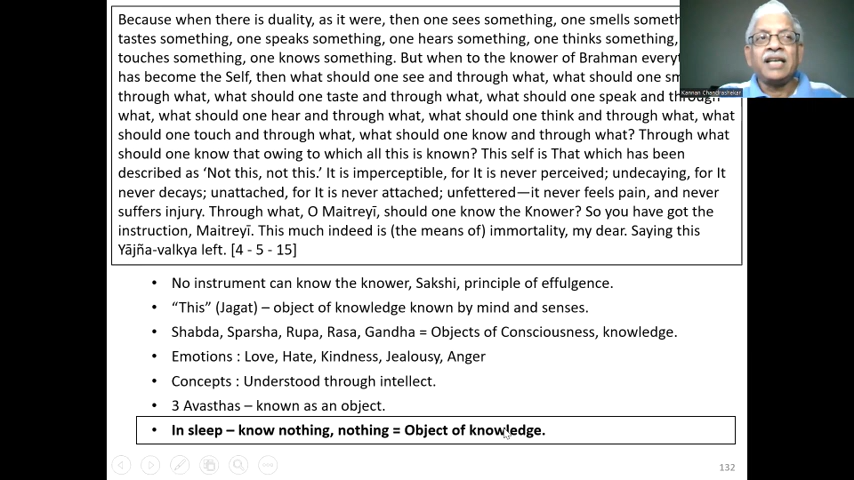 Because when there is duality, as it were, then one sees something, one smells
tastes something, one speaks something, one hears something, one thinks something,
touches something, one knows something. But when to the knower of Brahman
has become the Self, then what should one see and through what, what should one
through what, what should one taste and through what, what should one speak and through
what, what should one hear and through what, what should one think and through what, what
should one touch and through what, what should one know and through what? Through what
should one know that owing to which all this is known? This self is That which has been
described as ‘Not this, not this.’ It is imperceptible, for It is never perceived; undecaying, for It
never decays; unattached, for It is never attached; unfettered—it never feels pain, and never
suffers injury. Through what, O Maitreyī, should one know the Knower? So you have got the
instruction, Maitreyī. This much indeed is (the means of) immortality, my dear. Saying this
Yājña-valkya left. [4 - 5 - 15]
• No instrument can know the knower, Sakshi, principle of effulgence.
• “This” (Jagat) – object of knowledge known by mind and senses.
• Shabda, Sparsha, Rupa, Rasa, Gandha = Objects of Consciousness, knowledge.
• Emotions : Love, Hate, Kindness, Jealousy, Anger
• Concepts : Understood through intellect.
• 3 Avasthas – known as an object.
• In sleep – know nothing, nothing = Object of knowledge.
Kannan Chandrashekar
132